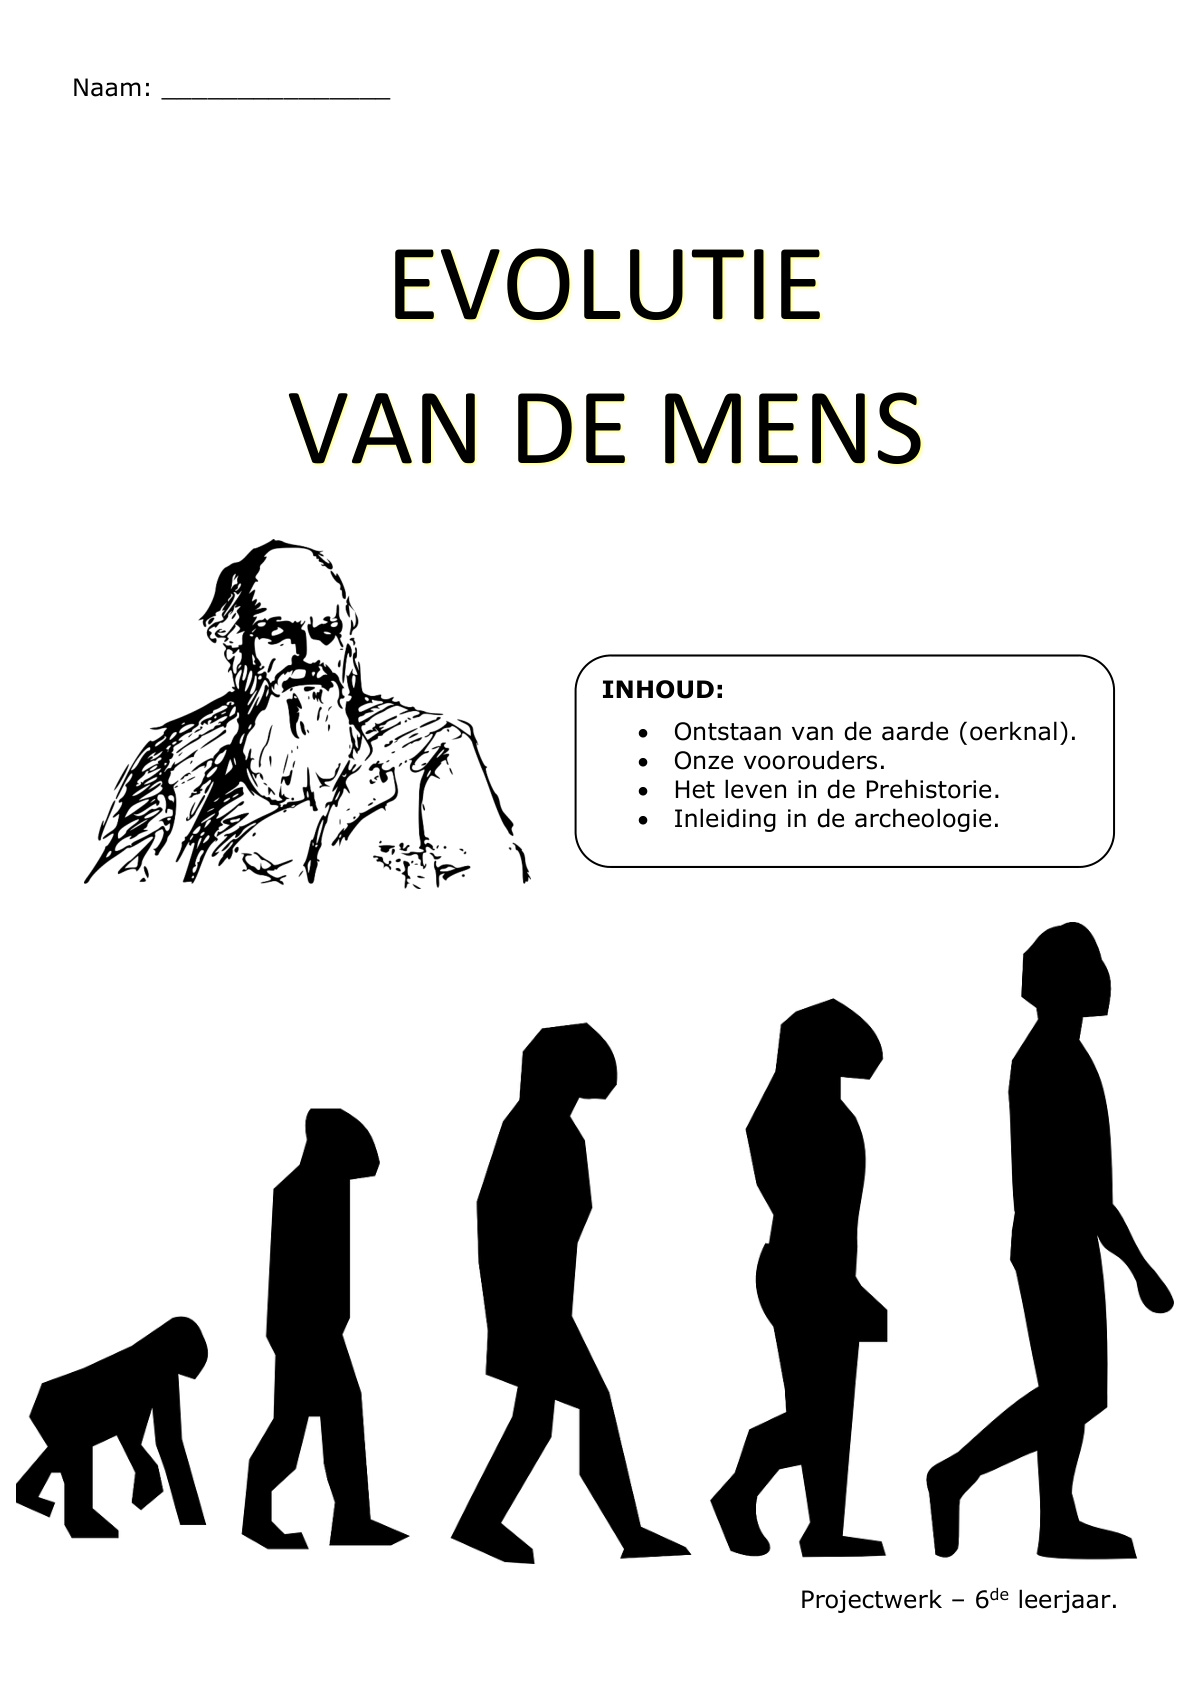 Naam: _______________
EVOLUTIE
VAN DE MENS
INHOUD:
• Ontstaan van de aarde (oerknal).
• Onze voorouders.
• Het leven in de Prehistorie.
• Inleiding in de archeologie.
Projectwerk – 6de leerjaar.